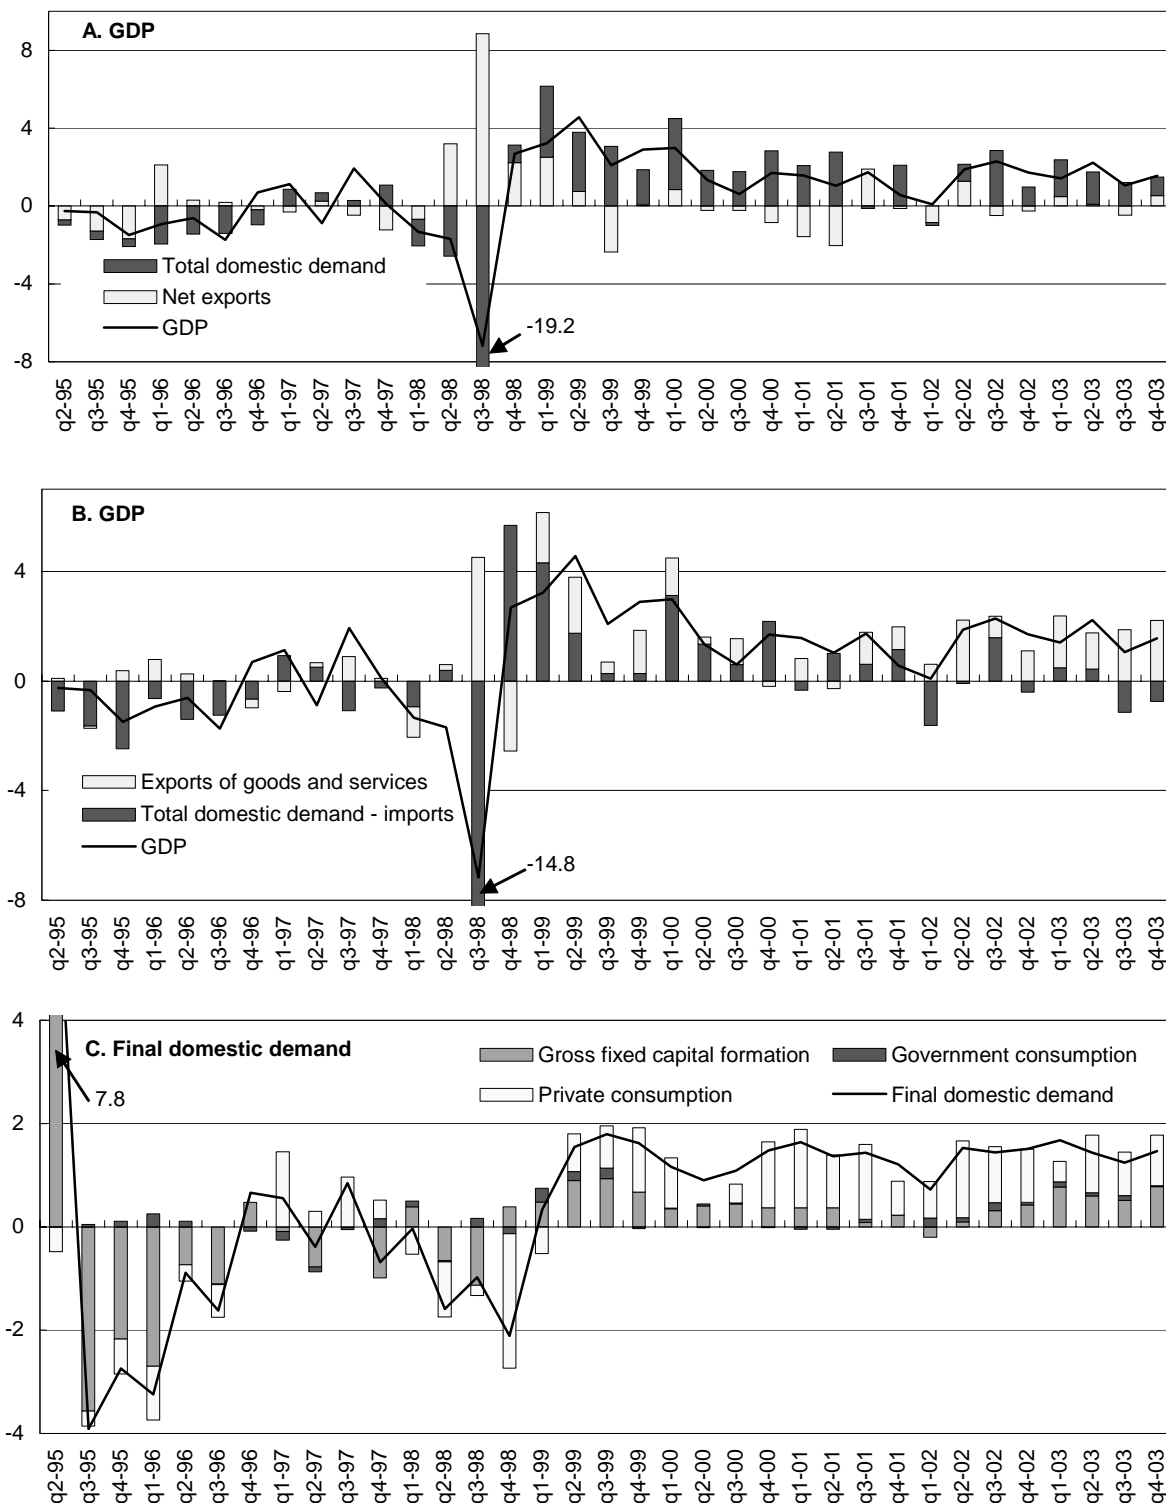 A. GDP
8
4
0
-4
-8
Total domestic demand
Net exports
GDP
-19.2
q2-95 q3-95 q4-95 q1-96 q2-96 q3-96 q4-96 q1-97 q2-97 q3-97 q4-97 q1-98 q2-98 q3-98 q4-98 q1-99 q2-99 q3-99 q4-99 q1-00 q2-00 q3-00 q4-00 q1-01 q2-01 q3-01 q4-01 q1-02 q2-02 q3-02 q4-02 q1-03 q2-03 q3-03 q4-03
B. GDP
4
0
-4
-8
Exports of goods and services
Total domestic demand - imports
GDP
-14.8
q2-95 q3-95 q4-95 q1-96 q2-96 q3-96 q4-96 q1-97 q2-97 q3-97 q4-97 q1-98 q2-98 q3-98 q4-98 q1-99 q2-99 q3-99 q4-99 q1-00 q2-00 q3-00 q4-00 q1-01 q2-01 q3-01 q4-01 q1-02 q2-02 q3-02 q4-02 q1-03 q2-03 q3-03 q4-03
4
2
0
-2
-4
C. Final domestic demand
Gross fixed capital formation Government consumption
Private consumption Final domestic demand
7.8
q2-95 q3-95 q4-95 q1-96 q2-96 q3-96 q4-96 q1-97 q2-97 q3-97 q4-97 q1-98 q2-98 q3-98 q4-98 q1-99 q2-99 q3-99 q4-99 q1-00 q2-00 q3-00 q4-00 q1-01 q2-01 q3-01 q4-01 q1-02 q2-02 q3-02 q4-02 q1-03 q2-03 q3-03 q4-03